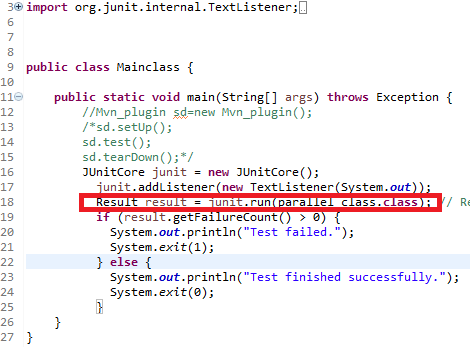 3 import org.junit.internal.TextListener;
6
7
8
9 public class Mainclass {
10
11 public static void main(String[] args) throws Exception {
12 //Mvn_plugin sd=new Mvn_plugin();
13 /*sd.setUp();
14 sd.test();
15 sd.tearDown();*/
16 JUnitCore junit = new JUnitCore();
17 junit.addListener(new TextListener(System.out));
18 Result result = junit.run(parallel_class.class); // Re
19 if (result.getFailureCount() > 0) {
20 System.out.println("Test failed.");
21 System.exit(1);
22 } else {
23 System.out.println("Test finished successfully.");
24 System.exit(0);
25 }
26 }
27 }